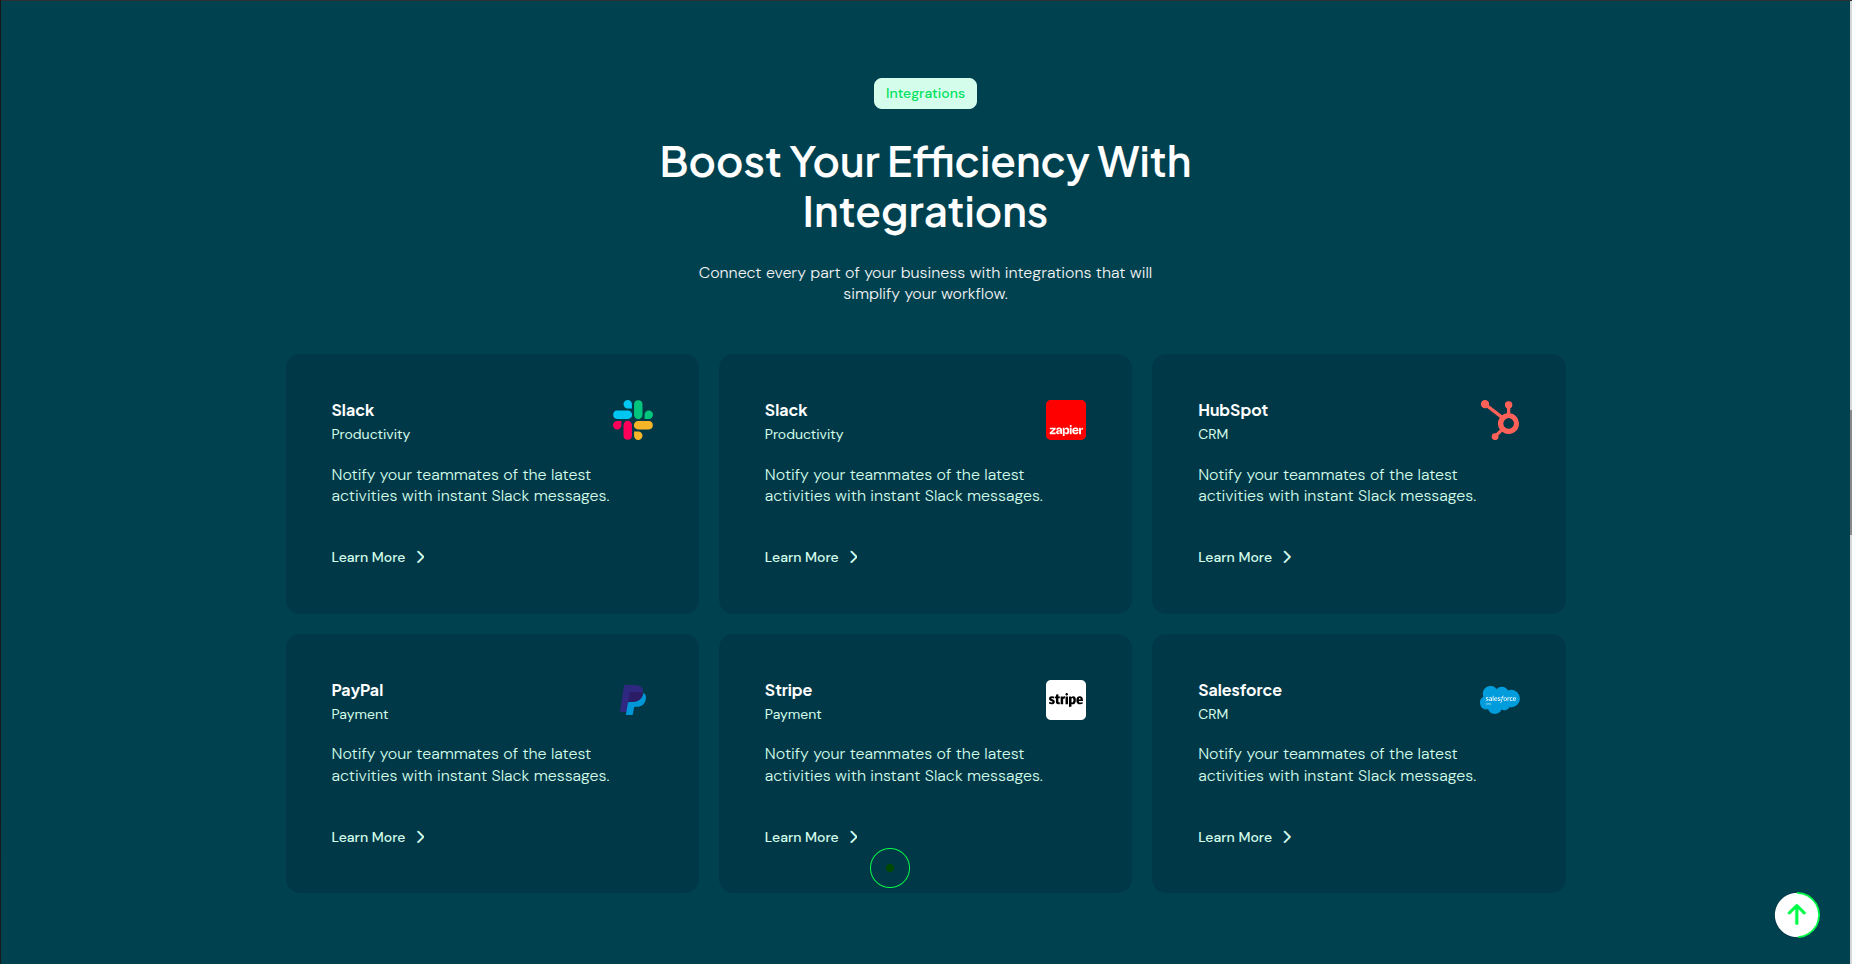 Integrations
Boost Your Efficiency With
Integrations
Connect every part of your business with integrations that will
simplify your workflow.
Slack
Productivity
Notify your teammates of the latest
activities with instant Slack messages.
Learn More
Slack
Productivity
zapier
Notify your teammates of the latest
activities with instant Slack messages.
Learn More
HubSpot
CRM
Notify your teammates of the latest
activities with instant Slack messages.
Learn More
PayPal
Payment
Notify your teammates of the latest
activities with instant Slack messages.
Learn More
Stripe
Payment
stripe
Notify your teammates of the latest
activities with instant Slack messages.
Learn More
Salesforce
CRM
salesforce
Notify your teammates of the latest
activities with instant Slack messages.
Learn More